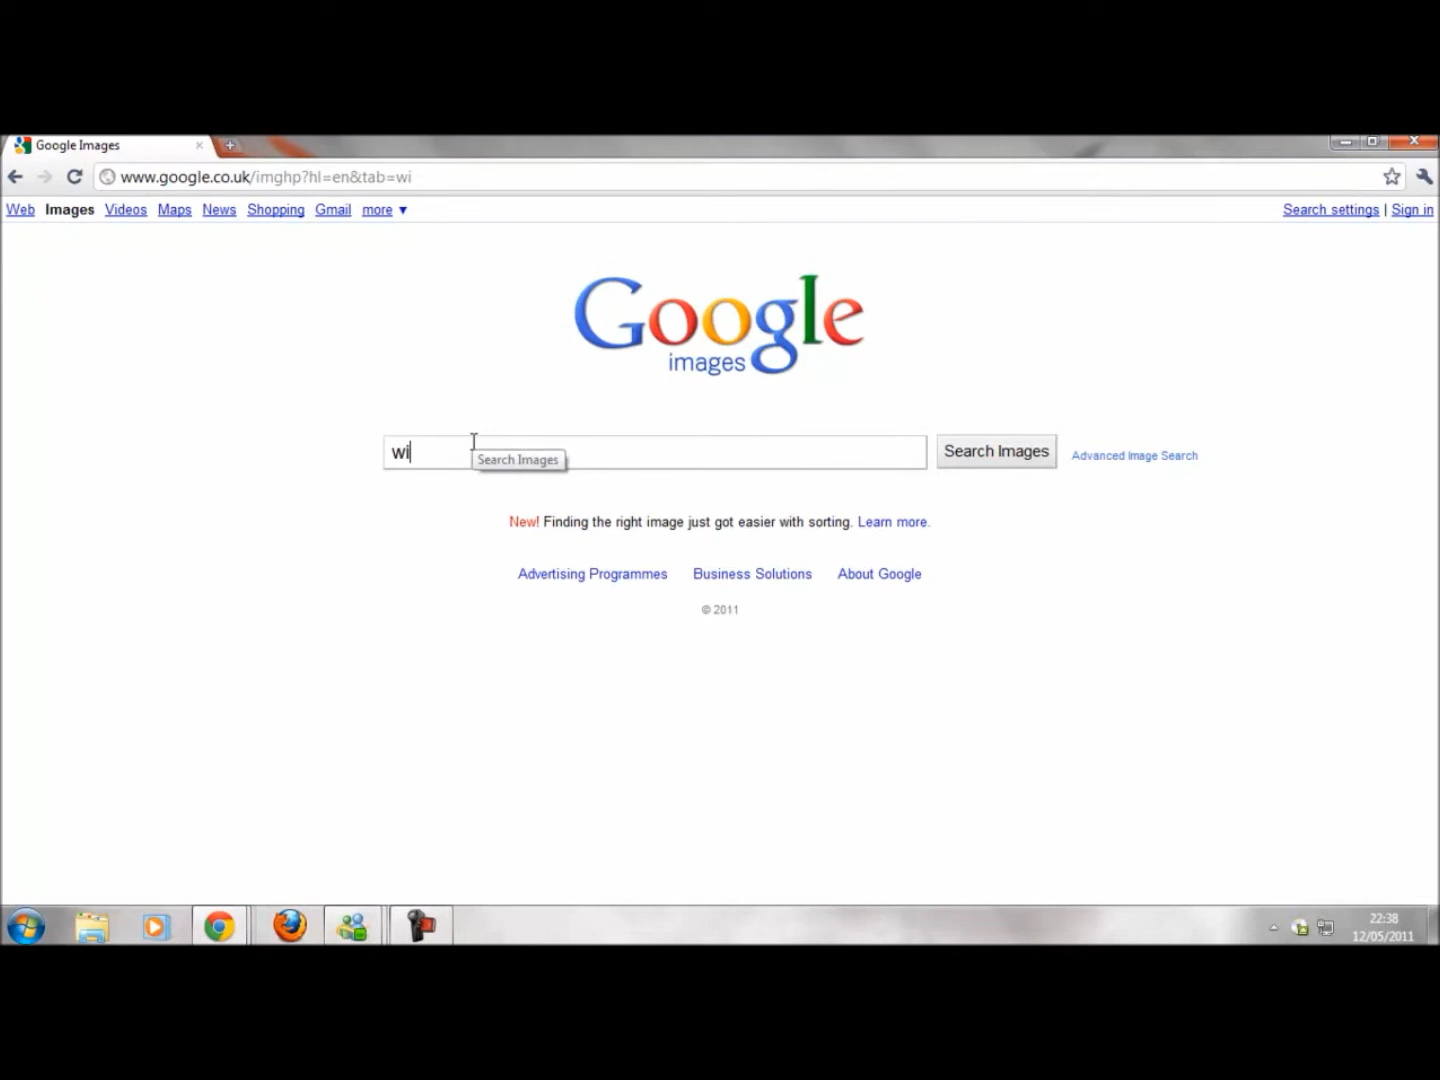 Google Images
www.google.co.uk/imghp?hl=en&tab=wi
Web Images Videos Maps News Shopping Gmail more ▼
Search settings | Sign in
Google
images
wi
Search Images
Search Images
Advanced Image Search
New! Finding the right image just got easier with sorting. Learn more.
Advertising Programmes Business Solutions About Google
© 2011
22:38
12/05/2011